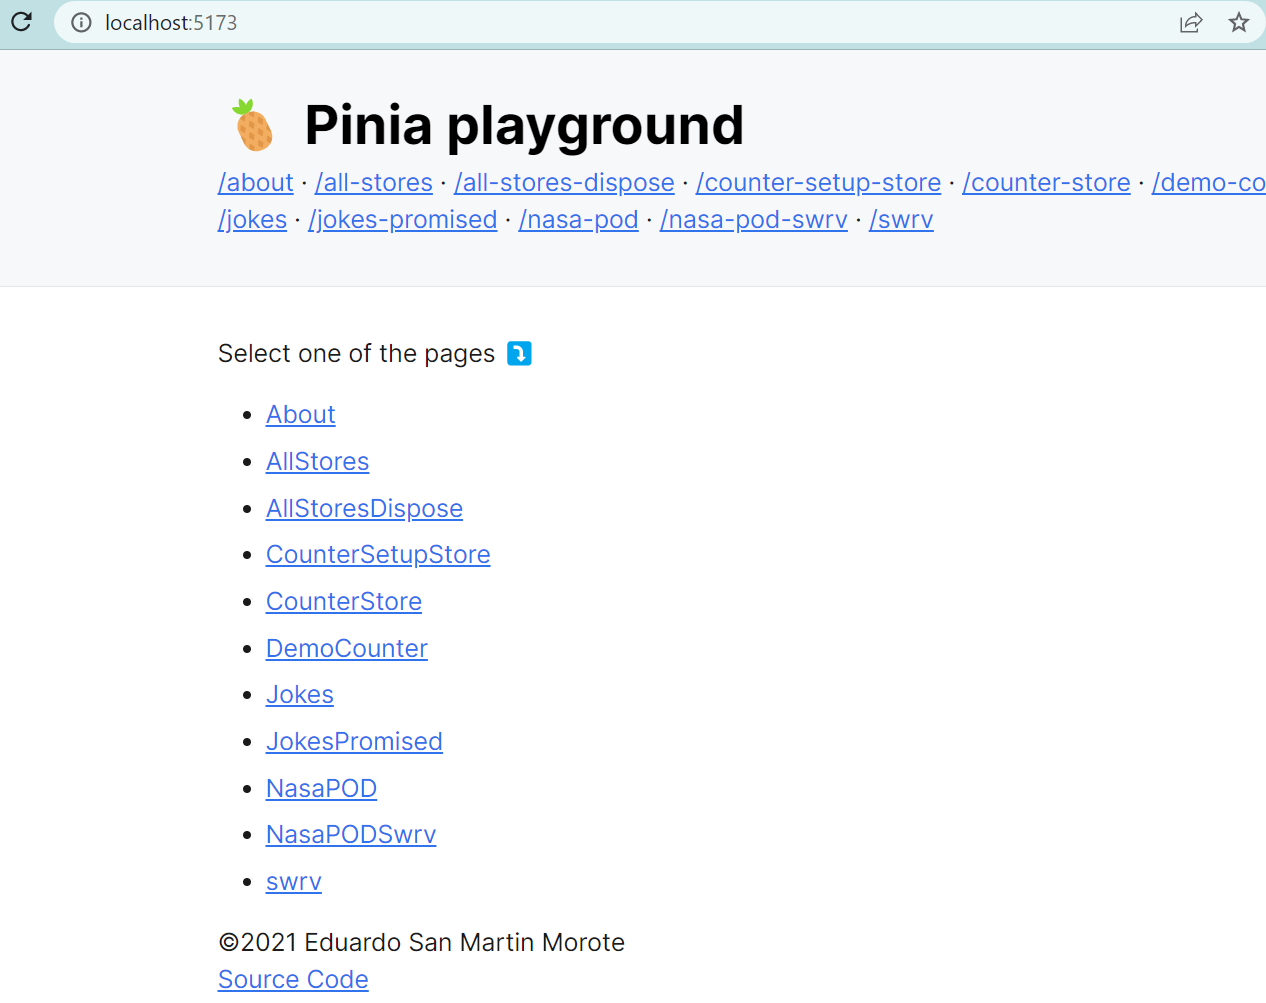 localhost:5173
Pinia playground
/about · /all-stores · /all-stores-dispose · /counter-setup-store · /counter-store · /demo-co
/jokes · /jokes-promised · /nasa-pod · /nasa-pod-swrv · /swrv
Select one of the pages ⤵️
• About
• AllStores
• AllStoresDispose
• CounterSetupStore
• CounterStore
• DemoCounter
• Jokes
• JokesPromised
• NasaPOD
• NasaPODSwrv
• swrv
©2021 Eduardo San Martin Morote
Source Code